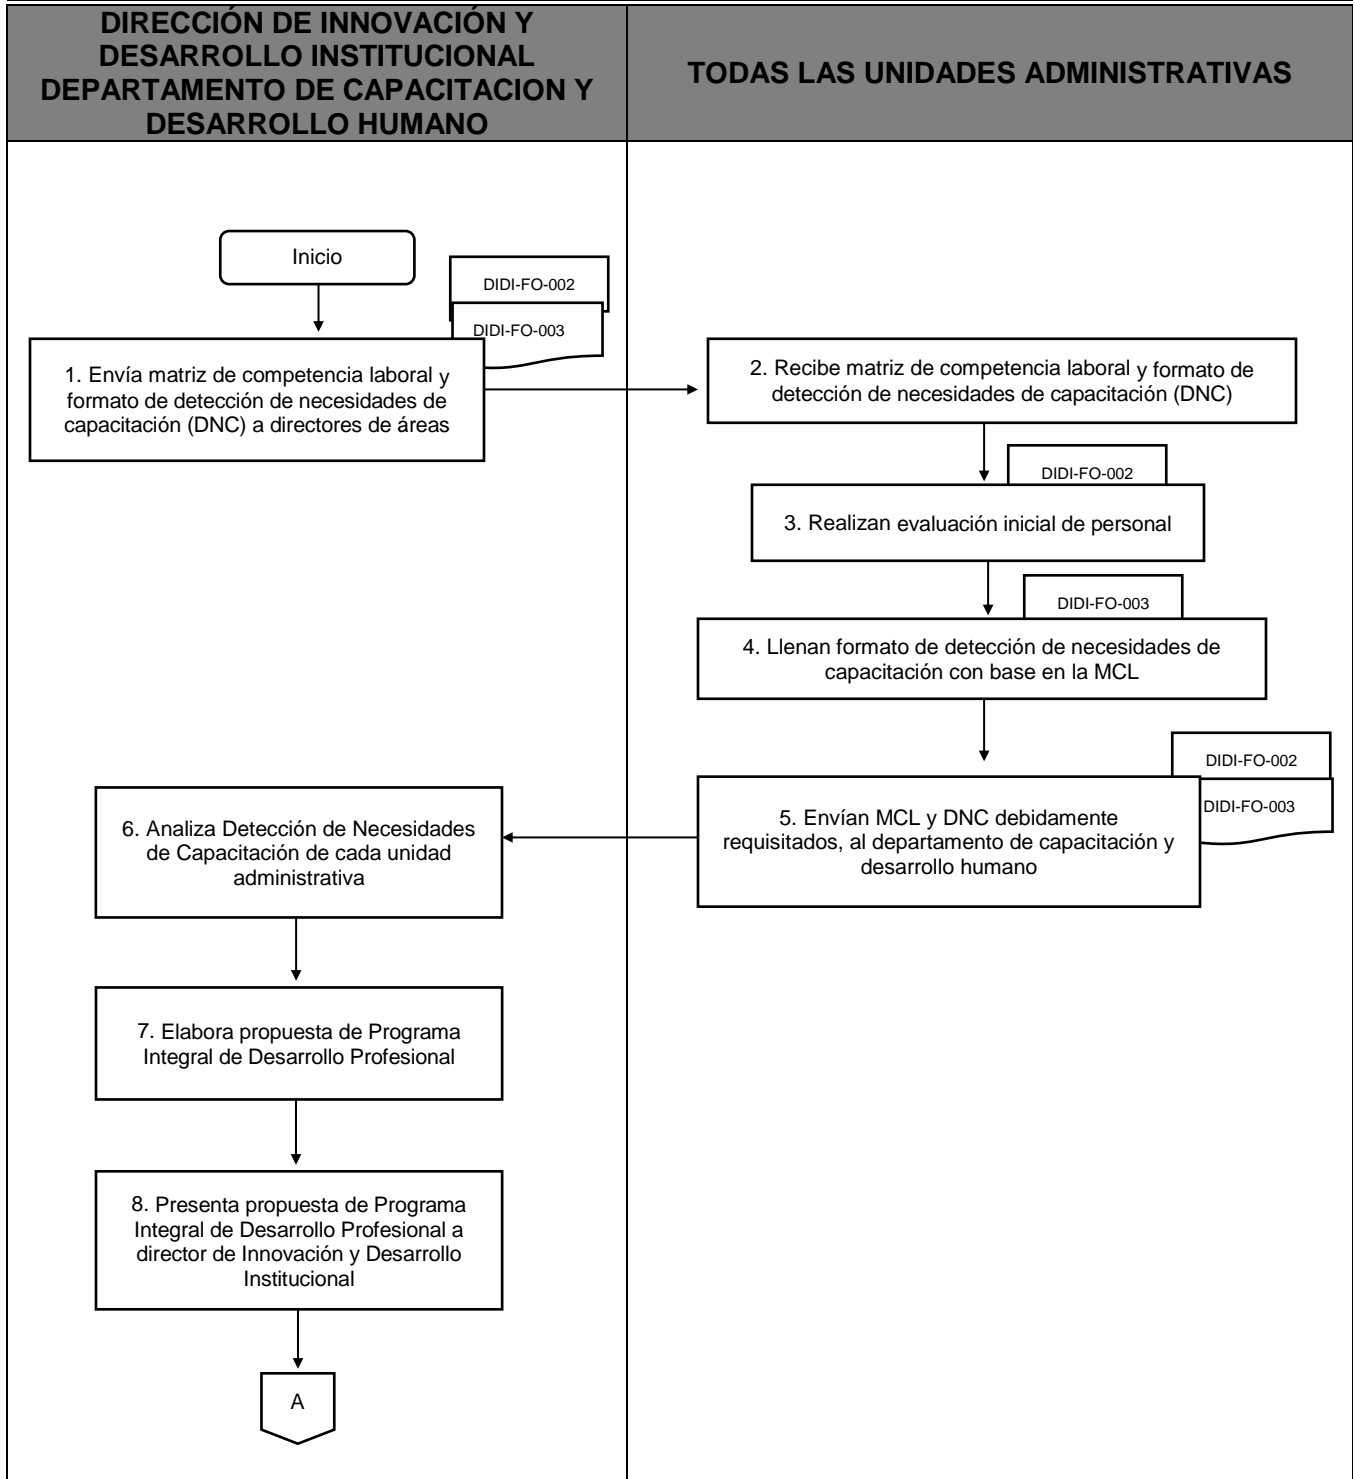 DIRECCIÓN DE INNOVACIÓN Y
DESARROLLO INSTITUCIONAL
DEPARTAMENTO DE CAPACITACION Y
DESARROLLO HUMANO
TODAS LAS UNIDADES ADMINISTRATIVAS
Inicio
DIDI-FO-002
DIDI-FO-003
1. Envía matriz de competencia laboral y
formato de detección de necesidades de
capacitación (DNC) a directores de áreas
2. Recibe matriz de competencia laboral y formato de
detección de necesidades de capacitación (DNC)
DIDI-FO-002
3. Realizan evaluación inicial de personal
DIDI-FO-003
4. Llenan formato de detección de necesidades de
capacitación con base en la MCL
DIDI-FO-002
DIDI-FO-003
5. Envían MCL y DNC debidamente
requisitados, al departamento de capacitación y
desarrollo humano
6. Analiza Detección de Necesidades
de Capacitación de cada unidad
administrativa
7. Elabora propuesta de Programa
Integral de Desarrollo Profesional
8. Presenta propuesta de Programa
Integral de Desarrollo Profesional a
director de Innovación y Desarrollo
Institucional
A